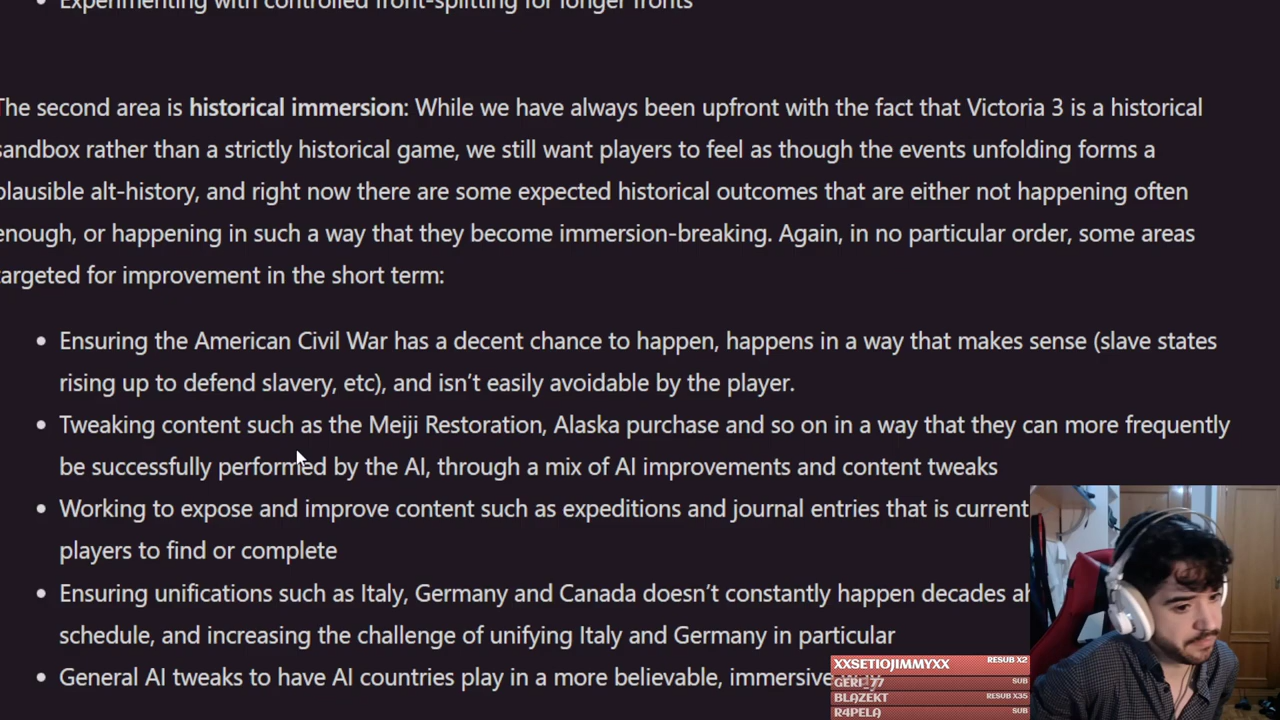 Experimenting with controlled front-splitting for longer fronts
The second area is historical immersion: While we have always been upfront with the fact that Victoria 3 is a historical
sandbox rather than a strictly historical game, we still want players to feel as though the events unfolding forms a
plausible alt-history, and right now there are some expected historical outcomes that are either not happening often
enough, or happening in such a way that they become immersion-breaking. Again, in no particular order, some areas
targeted for improvement in the short term:
• Ensuring the American Civil War has a decent chance to happen, happens in a way that makes sense (slave states
rising up to defend slavery, etc), and isn't easily avoidable by the player.
• Tweaking content such as the Meiji Restoration, Alaska purchase and so on in a way that they can more frequently
be successfully performed by the AI, through a mix of AI improvements and content tweaks
• Working to expose and improve content such as expeditions and journal entries that is current
players to find or complete
• Ensuring unifications such as Italy, Germany and Canada doesn't constantly happen decades
schedule, and increasing the challenge of unifying Italy and Germany in particular
• General AI tweaks to have AI countries play in a more believable, immersive
XXSETIOJIMMYXX RESUB X2
GERI_77 SUB
BLAZEKT RESUB X35
R4PELA SUB